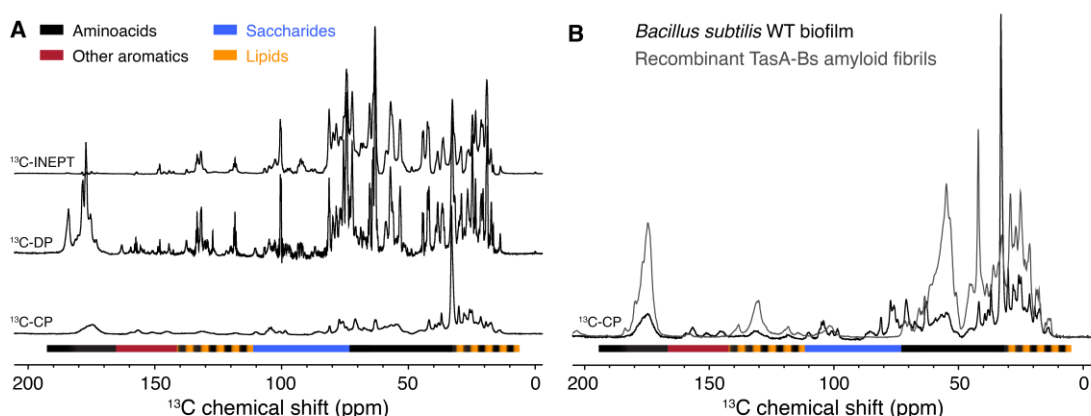 A
Aminoacids
Saccharides
Other aromatics
Lipids
¹³C-INEPT
¹³C-DP
¹³C-CP
200 150 100 50 0
¹³C chemical shift (ppm)
B
Bacillus subtilis WT biofilm
Recombinant TasA-Bs amyloid fibrils
¹³C-CP
200 150 100 50 0
¹³C chemical shift (ppm)